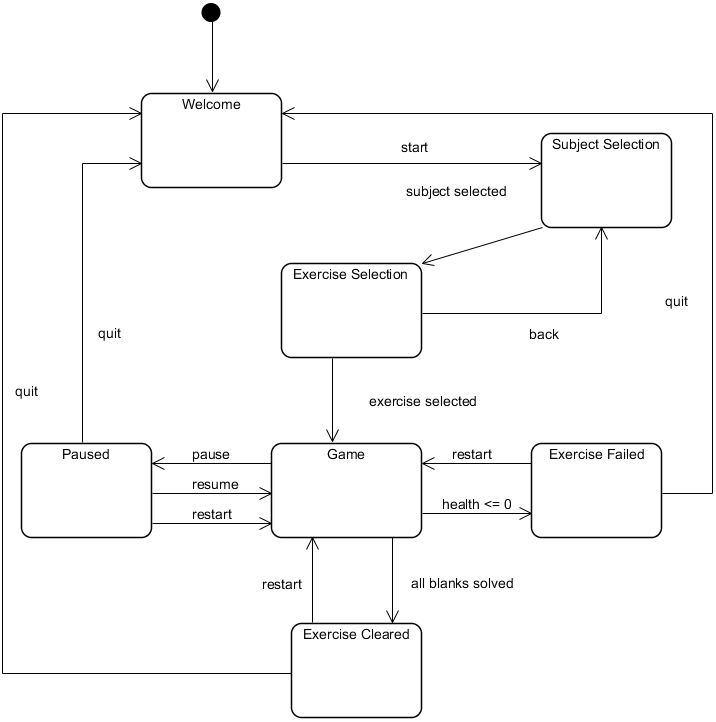 Welcome
start
Subject Selection
subject selected
Exercise Selection
quit
back
quit
quit
exercise selected
Paused
pause
Game
restart
Exercise Failed
resume
health <= 0
restart
restart
all blanks solved
Exercise Cleared